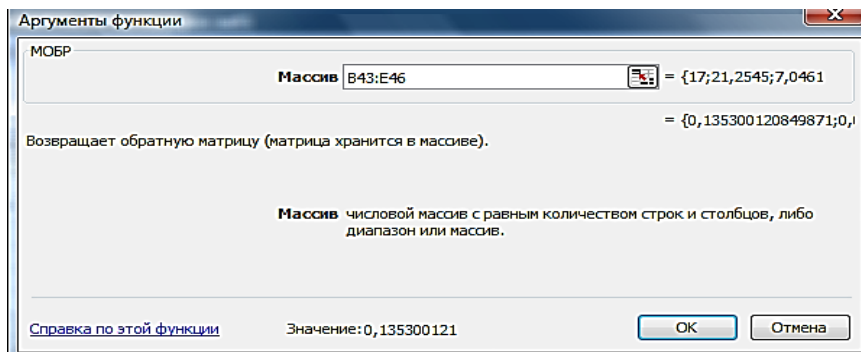 Аргументы функции
МОБР
Массив B43:E46 = {17;21,2545;7,0461
= {0,135300120849871;0,
Возвращает обратную матрицу (матрица хранится в массиве).
Массив числовой массив с равным количеством строк и столбцов, либо
диапазон или массив.
Справка по этой функции Значение:0,135300121 ОК Отмена